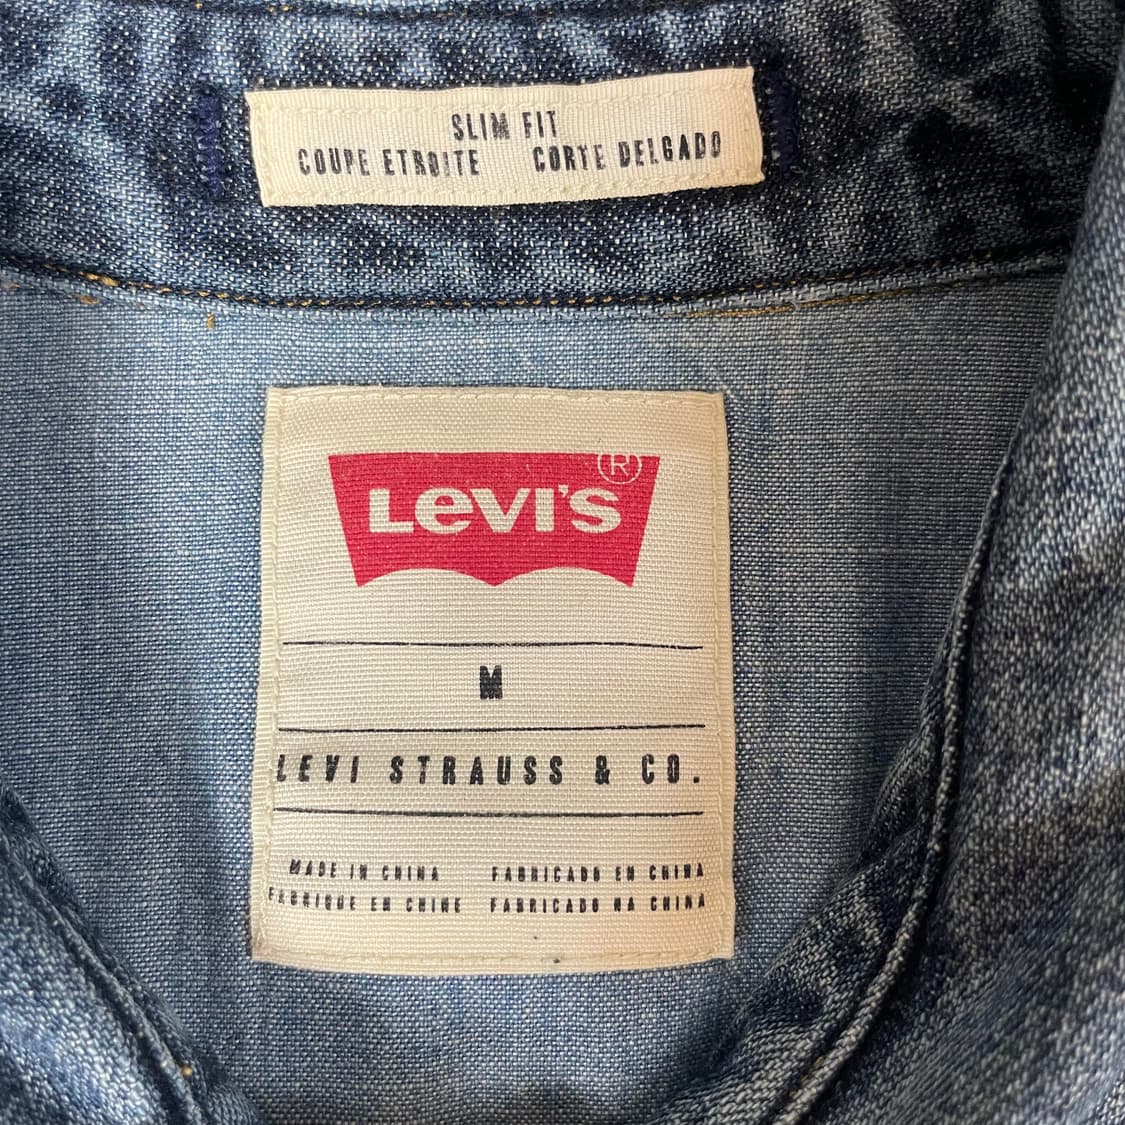 SLIM FIT
COUPE ETROITE CORTE DELGADO
LEVI'S ®
M
LEVI STRAUSS & CO.
MADE IN CHINA FABRICADO EN CHINA
FABRIQUE EN CHINE FABRICADO NA CHINA